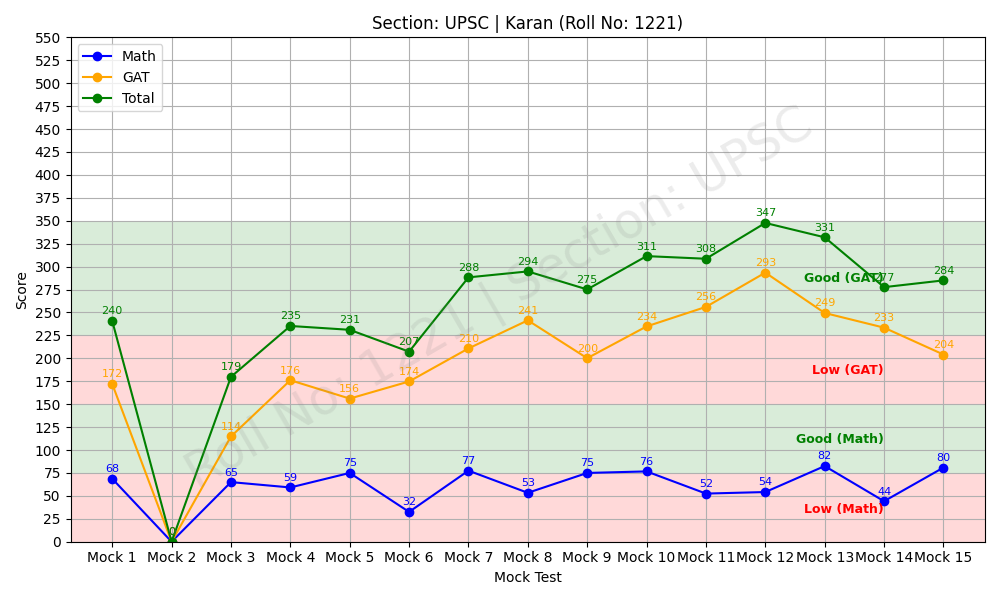 Section: UPSC | Karan (Roll No: 1221)
Math
GAT
Total
Score
550
525
500
475
450
425
400
375
350
325
300
275
250
225
200
175
150
125
100
75
50
25
0
240 0 179 235 231 207 288 294 275 311 308 347 331 277 284
172 114 176 156 174 210 241 200 234 256 293 249 233 204
68 65 59 75 32 77 53 75 76 52 54 82 44 80
Good (GAT)
Low (GAT)
Good (Math)
Low (Math)
Roll No: 1221 | Section: UPSC
Mock 1 Mock 2 Mock 3 Mock 4 Mock 5 Mock 6 Mock 7 Mock 8 Mock 9 Mock 10 Mock 11 Mock 12 Mock 13 Mock 14 Mock 15
Mock Test